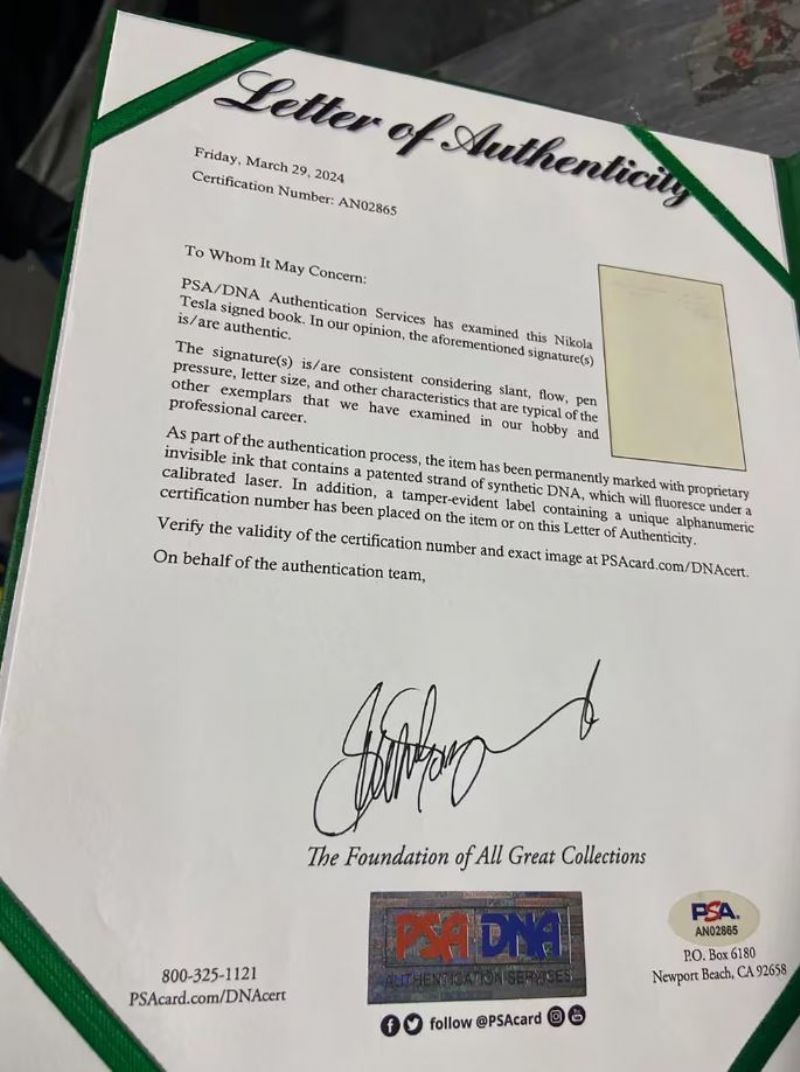 Letter of Authenticity
Friday, March 29, 2024
Certification Number: AN02865
To Whom It May Concern:
PSA/DNA Authentication Services has examined this Nikola
Tesla signed book. In our opinion, the aforementioned signature(s)
is/are authentic.
The signature(s) is/are consistent considering slant, flow, pen
pressure, letter size, and other characteristics that are typical of the
other exemplars that we have examined in our hobby and
professional career.
As part of the authentication process, the item has been permanently marked with proprietary
invisible ink that contains a patented strand of synthetic DNA, which will fluoresce under a
calibrated laser. In addition, a tamper-evident label containing a unique alphanumeric
certification number has been placed on the item or on this Letter of Authenticity.
Verify the validity of the certification number and exact image at PSAcard.com/DNAcert.
On behalf of the authentication team,
The Foundation of All Great Collections
PSA DNA
AUTHENTICATION SERVICES
PSA.
AN02865
P.O. Box 6180
Newport Beach, CA 92658
800-325-1121
PSAcard.com/DNAcert
follow @PSAcard